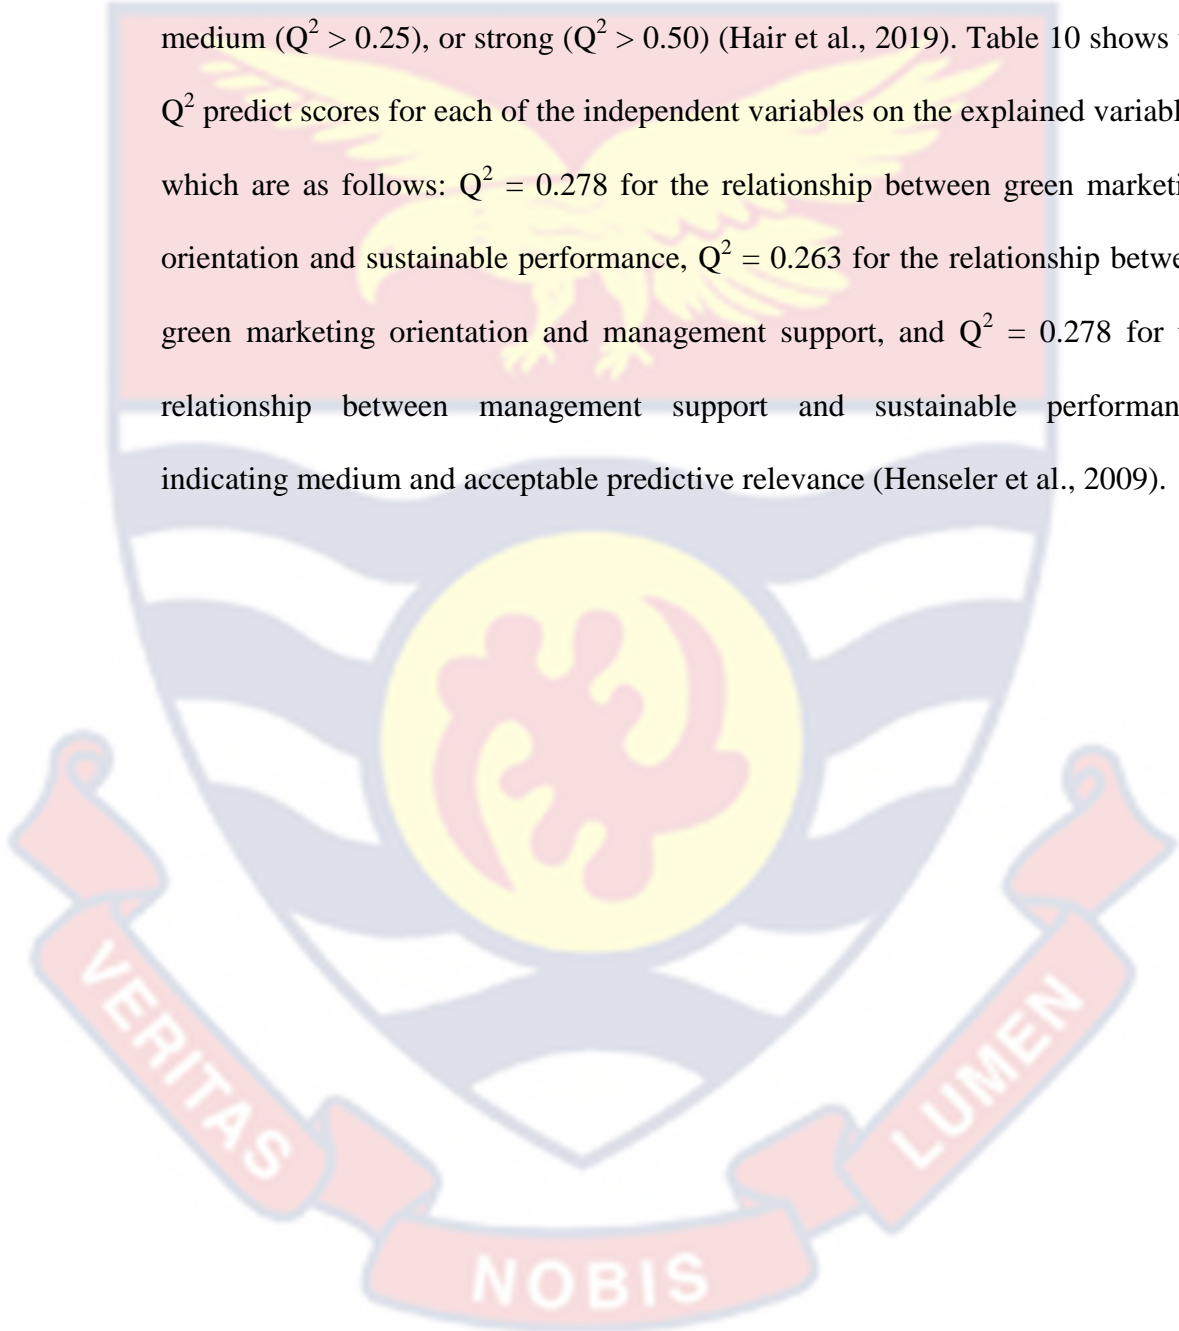 medium (Q² > 0.25), or strong (Q² > 0.50) (Hair et al., 2019). Table 10 shows
Q² predict scores for each of the independent variables on the explained
which are as follows: Q² = 0.278 for the relationship between green
orientation and sustainable performance, Q² = 0.263 for the relationship
green marketing orientation and management support, and Q² = 0.278 for
relationship between management support and sustainable
indicating medium and acceptable predictive relevance (Henseler et al., 2009).
VERITAS
NOBIS
LUMEN